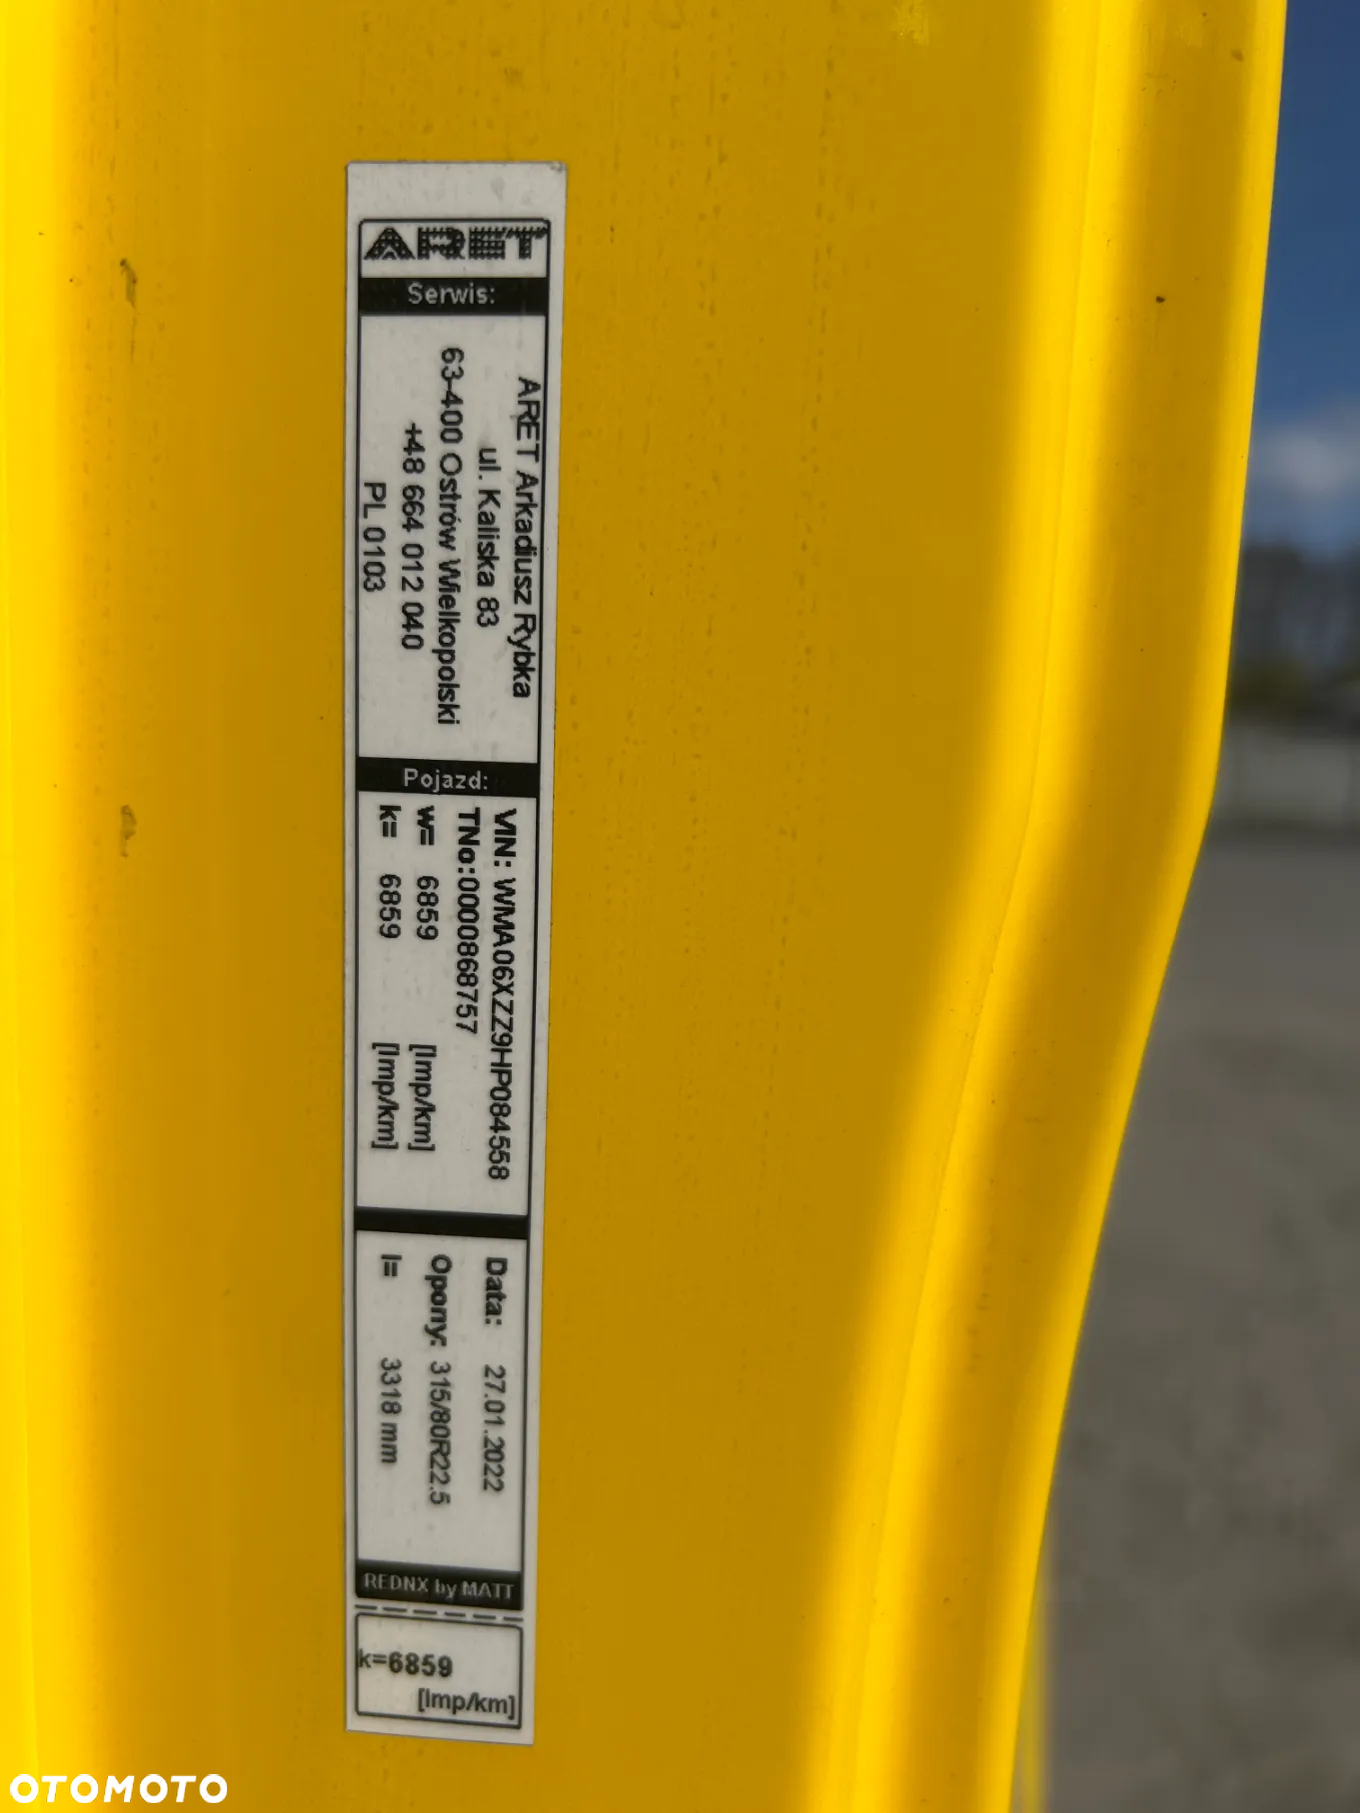 ARET
Serwis:
ARET Arkadiusz Rybka
ul. Kaliska 83
63-400 Ostrów Wielkopolski
+48 664 012 040
PL 0103
Pojazd:
VIN: WMA06XZZ9HP084558
TNo:0000868757
w= 6859 [Imp/km]
k= 6859 [Imp/km]
Data: 27.01.2022
Opony: 315/80R22.5
l= 3318 mm
REDNX by MATT
k=6859
[Imp/km]
OTOMOTO